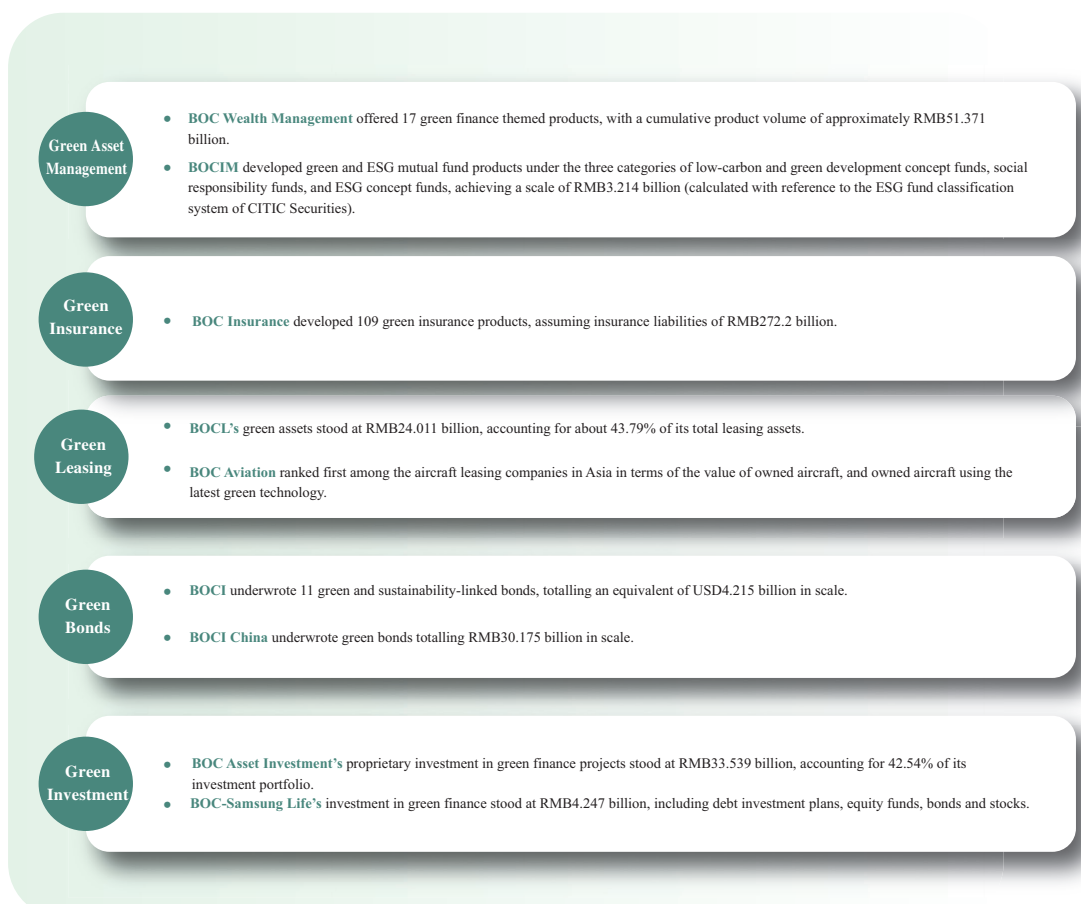 Green Asset
Management
● BOC Wealth Management offered 17 green finance themed products, with a cumulative product volume of approximately RMB51.371
billion.
● BOCIM developed green and ESG mutual fund products under the three categories of low-carbon and green development concept funds, social
responsibility funds, and ESG concept funds, achieving a scale of RMB3.214 billion (calculated with reference to the ESG fund classification
system of CITIC Securities).
Green
Insurance
● BOC Insurance developed 109 green insurance products, assuming insurance liabilities of RMB272.2 billion.
Green
Leasing
● BOCL's green assets stood at RMB24.011 billion, accounting for about 43.79% of its total leasing assets.
● BOC Aviation ranked first among the aircraft leasing companies in Asia in terms of the value of owned aircraft, and owned aircraft using the
latest green technology.
Green
Bonds
● BOCI underwrote 11 green and sustainability-linked bonds, totalling an equivalent of USD4.215 billion in scale.
● BOCI China underwrote green bonds totalling RMB30.175 billion in scale.
Green
Investment
● BOC Asset Investment's proprietary investment in green finance projects stood at RMB33.539 billion, accounting for 42.54% of its
investment portfolio.
● BOC-Samsung Life's investment in green finance stood at RMB4.247 billion, including debt investment plans, equity funds, bonds and stocks.